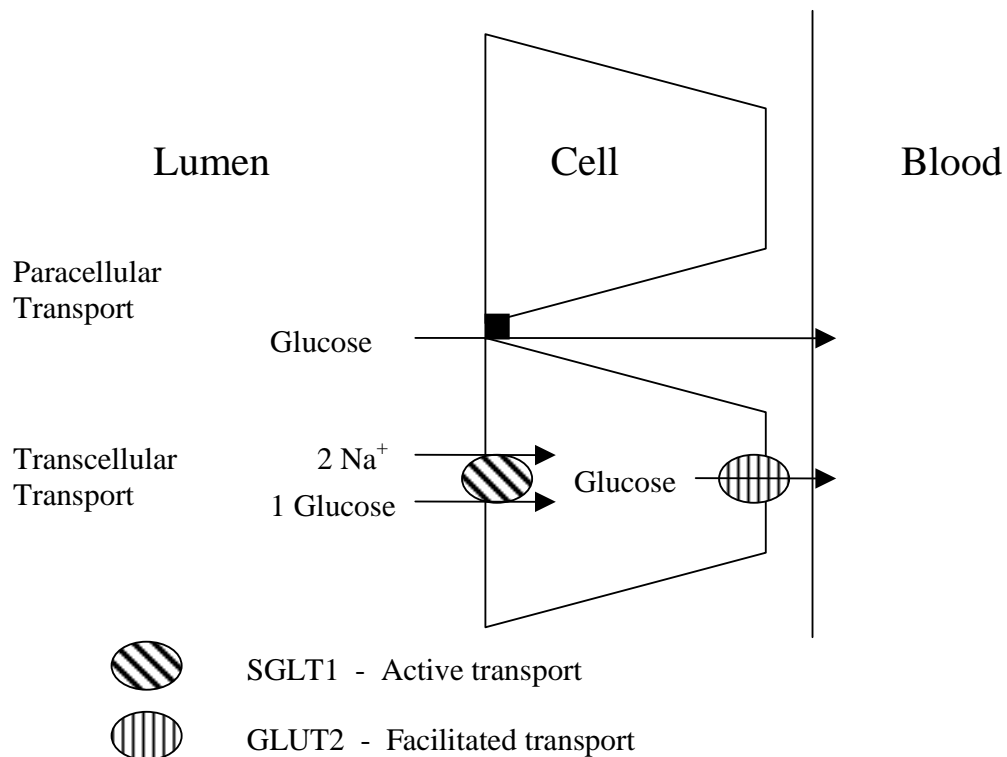 Lumen
Cell
Blood
Paracellular
Transport
Glucose
Transcellular
Transport
2 Na⁺
1 Glucose
Glucose
SGLT1 - Active transport
GLUT2 - Facilitated transport